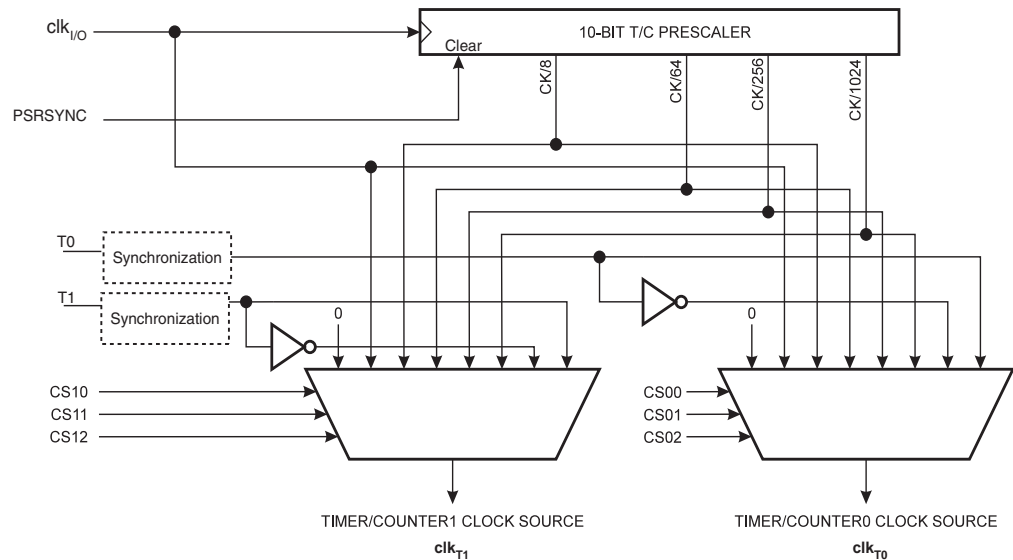 clkI/O
10-BIT T/C PRESCALER
Clear
CK/8
CK/64
CK/256
CK/1024
PSRSYNC
T0
Synchronization
T1
Synchronization
0
0
CS10
CS11
CS12
CS00
CS01
CS02
TIMER/COUNTER1 CLOCK SOURCE
clkT1
TIMER/COUNTER0 CLOCK SOURCE
clkT0